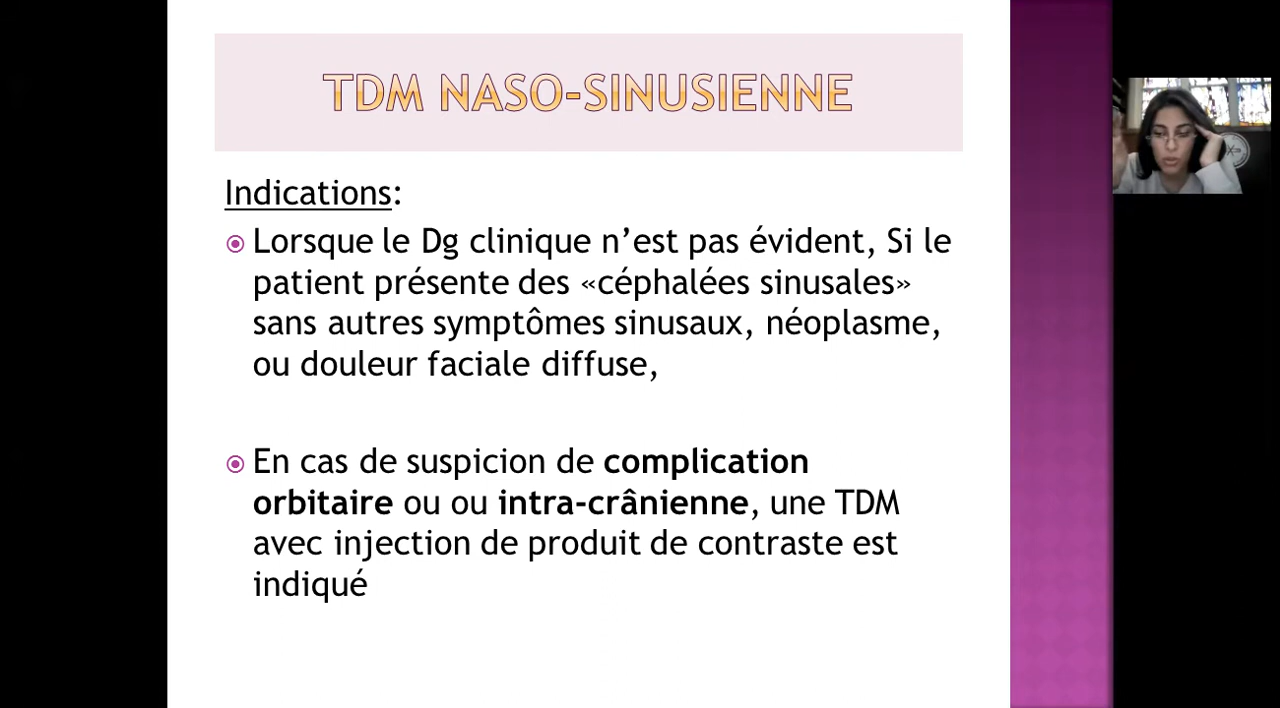 TDM NASO-SINUSIENNE
Indications:
Lorsque le Dg clinique n’est pas évident, Si le
patient présente des «céphalées sinusales»
sans autres symptômes sinusaux, néoplasme,
ou douleur faciale diffuse,
En cas de suspicion de complication
orbitaire ou ou intra-crânienne, une TDM
avec injection de produit de contraste est
indiqué